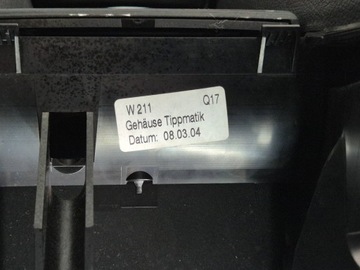 W 211 Q17
Gehäuse Tippmatik
Datum: 08.03.04